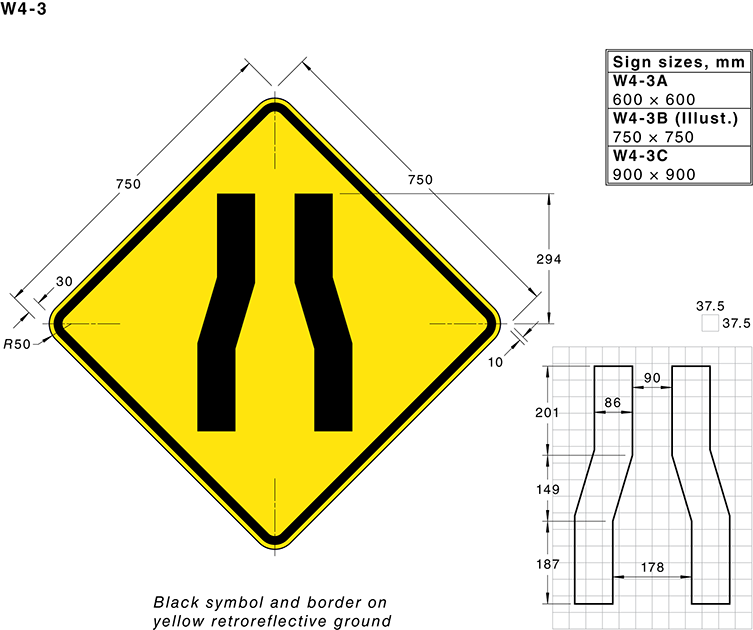 W4-3
Sign sizes, mm
W4-3A
600 × 600
W4-3B (Illust.)
750 × 750
W4-3C
900 × 900
750
750
30
294
R50
10
37.5
37.5
90
86
201
149
187
178
Black symbol and border on
yellow retroreflective ground